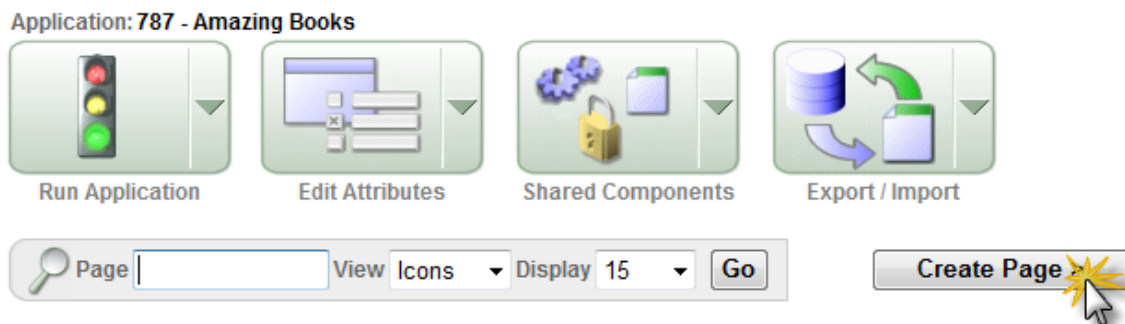 Application: 787 - Amazing Books
Run Application Edit Attributes Shared Components Export / Import
Page View Icons Display 15 Go Create Page >